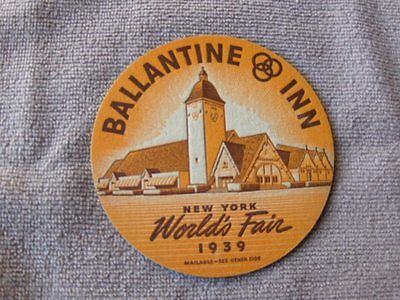 BALLANTINE INN
NEW YORK
World's Fair
1939
MAILABLE-SEE OTHER SIDE